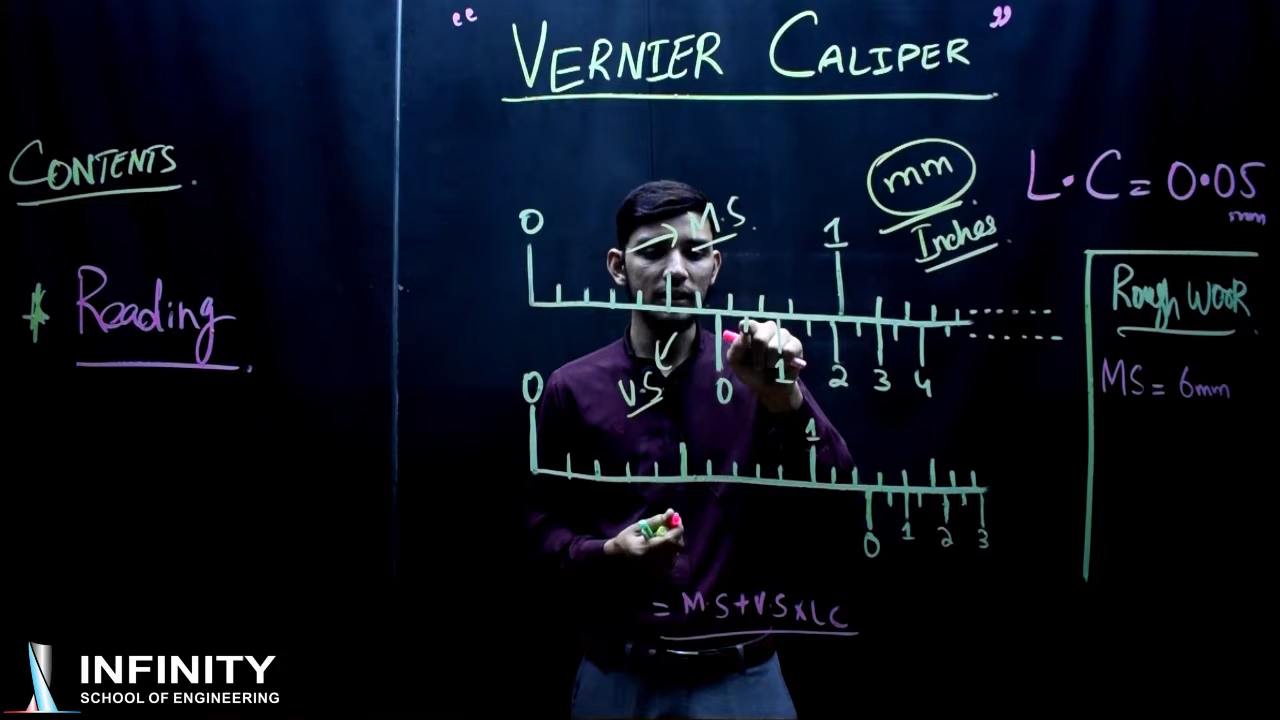 “ VERNIER CALIPER ”
CONTENTS.
* Reading.
mm
Inches.
L.C = 0.05
mm
0 1
M.S.
V.S
0 1 2 3 4
0 1
0 1 2 3
= M.S+V.S×LC
Rough WORK
MS = 6mm
INFINITY
SCHOOL OF ENGINEERING